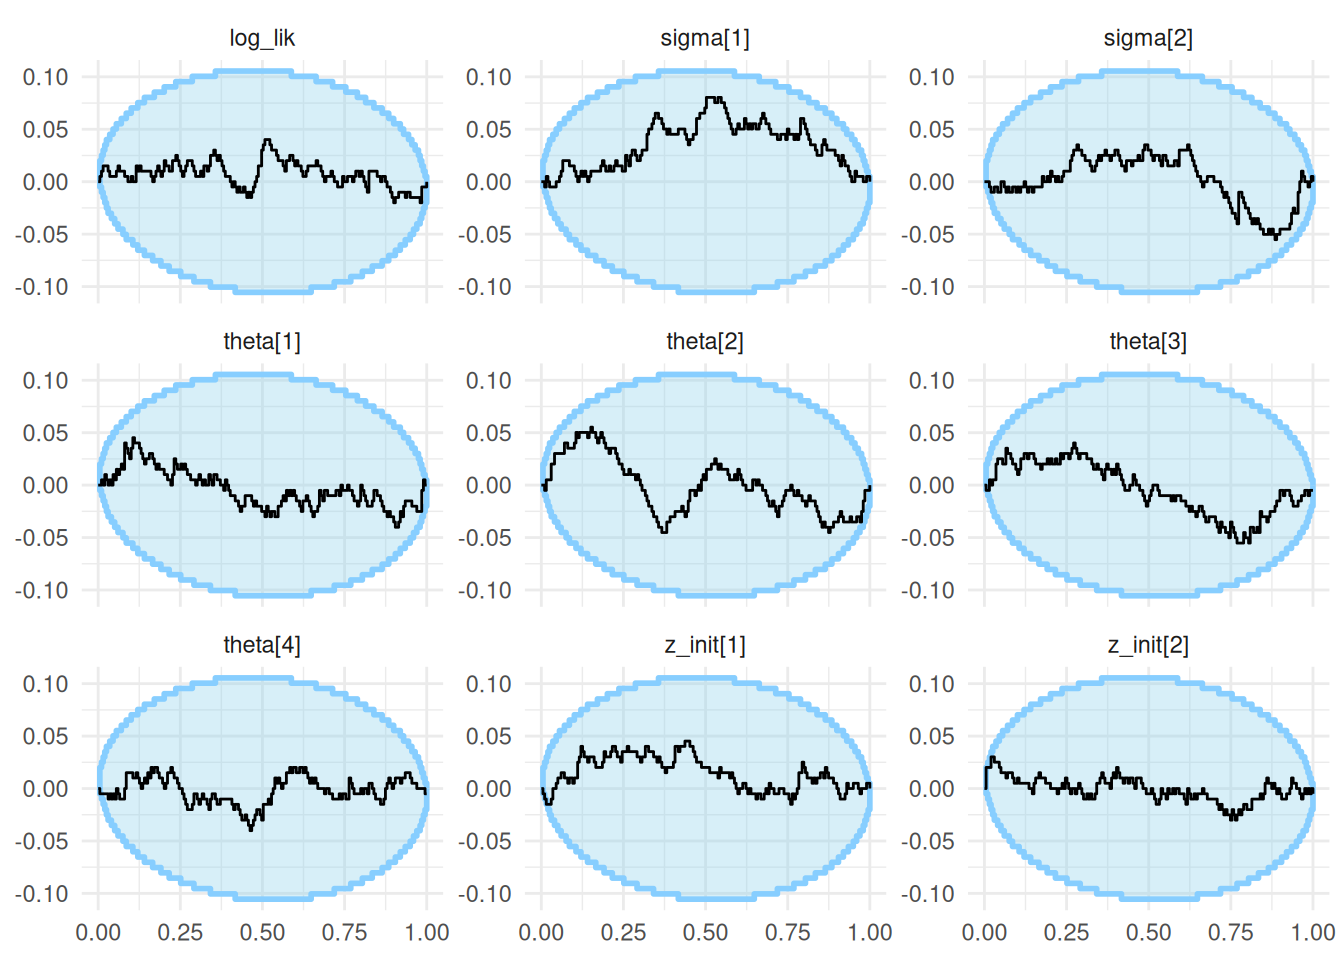 log_lik sigma[1] sigma[2]
0.10 0.10 0.10
0.05 0.05 0.05
0.00 0.00 0.00
-0.05 -0.05 -0.05
-0.10 -0.10 -0.10
theta[1] theta[2] theta[3]
0.10 0.10 0.10
0.05 0.05 0.05
0.00 0.00 0.00
-0.05 -0.05 -0.05
-0.10 -0.10 -0.10
theta[4] z_init[1] z_init[2]
0.10 0.10 0.10
0.05 0.05 0.05
0.00 0.00 0.00
-0.05 -0.05 -0.05
-0.10 -0.10 -0.10
0.00 0.25 0.50 0.75 1.00 0.00 0.25 0.50 0.75 1.00 0.00 0.25 0.50 0.75 1.00